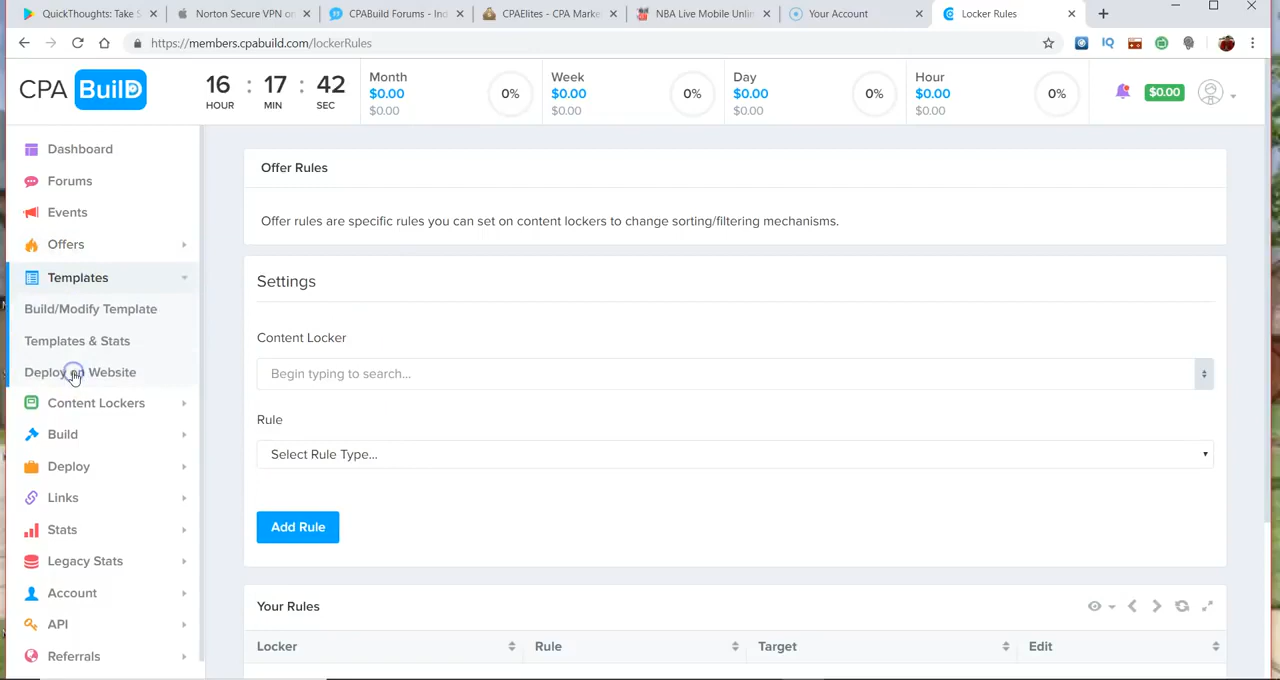 QuickThoughts: Take S
Norton Secure VPN on
CPABuild Forums - Ind
CPAElites - CPA Marke
NBA Live Mobile Unlim
Your Account
Locker Rules
https://members.cpabuild.com/lockerRules
CPA BuilD
16 : 17 : 42
HOUR MIN SEC
Month
$0.00
$0.00
0%
Week
$0.00
$0.00
0%
Day
$0.00
$0.00
0%
Hour
$0.00
$0.00
0%
$0.00
Dashboard
Forums
Events
Offers
Templates
Build/Modify Template
Templates & Stats
Deploy on Website
Content Lockers
Build
Deploy
Links
Stats
Legacy Stats
Account
API
Referrals
Offer Rules
Offer rules are specific rules you can set on content lockers to change sorting/filtering mechanisms.
Settings
Content Locker
Begin typing to search...
Rule
Select Rule Type...
Add Rule
Your Rules
Locker Rule Target Edit